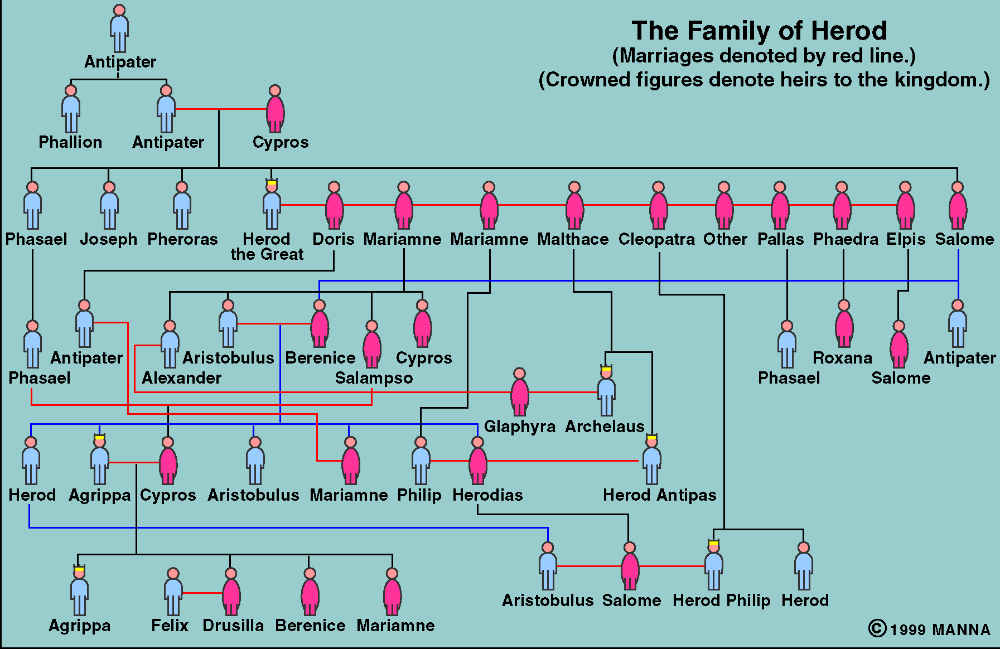 The Family of Herod
(Marriages denoted by red line.)
(Crowned figures denote heirs to the kingdom.)
Antipater
Phallion Antipater Cypros
Phasael Joseph Pheroras Herod the Great Doris Mariamne Mariamne Malthace Cleopatra Other Pallas Phaedra Elpis Salome
Antipater Aristobulus Berenice Cypros Roxana Antipater
Phasael Alexander Salampso Phasael Salome
Glaphyra Archelaus
Herod Agrippa Cypros Aristobulus Mariamne Philip Herodias Herod Antipas
Aristobulus Salome Herod Philip Herod
Agrippa Felix Drusilla Berenice Mariamne
© 1999 MANNA